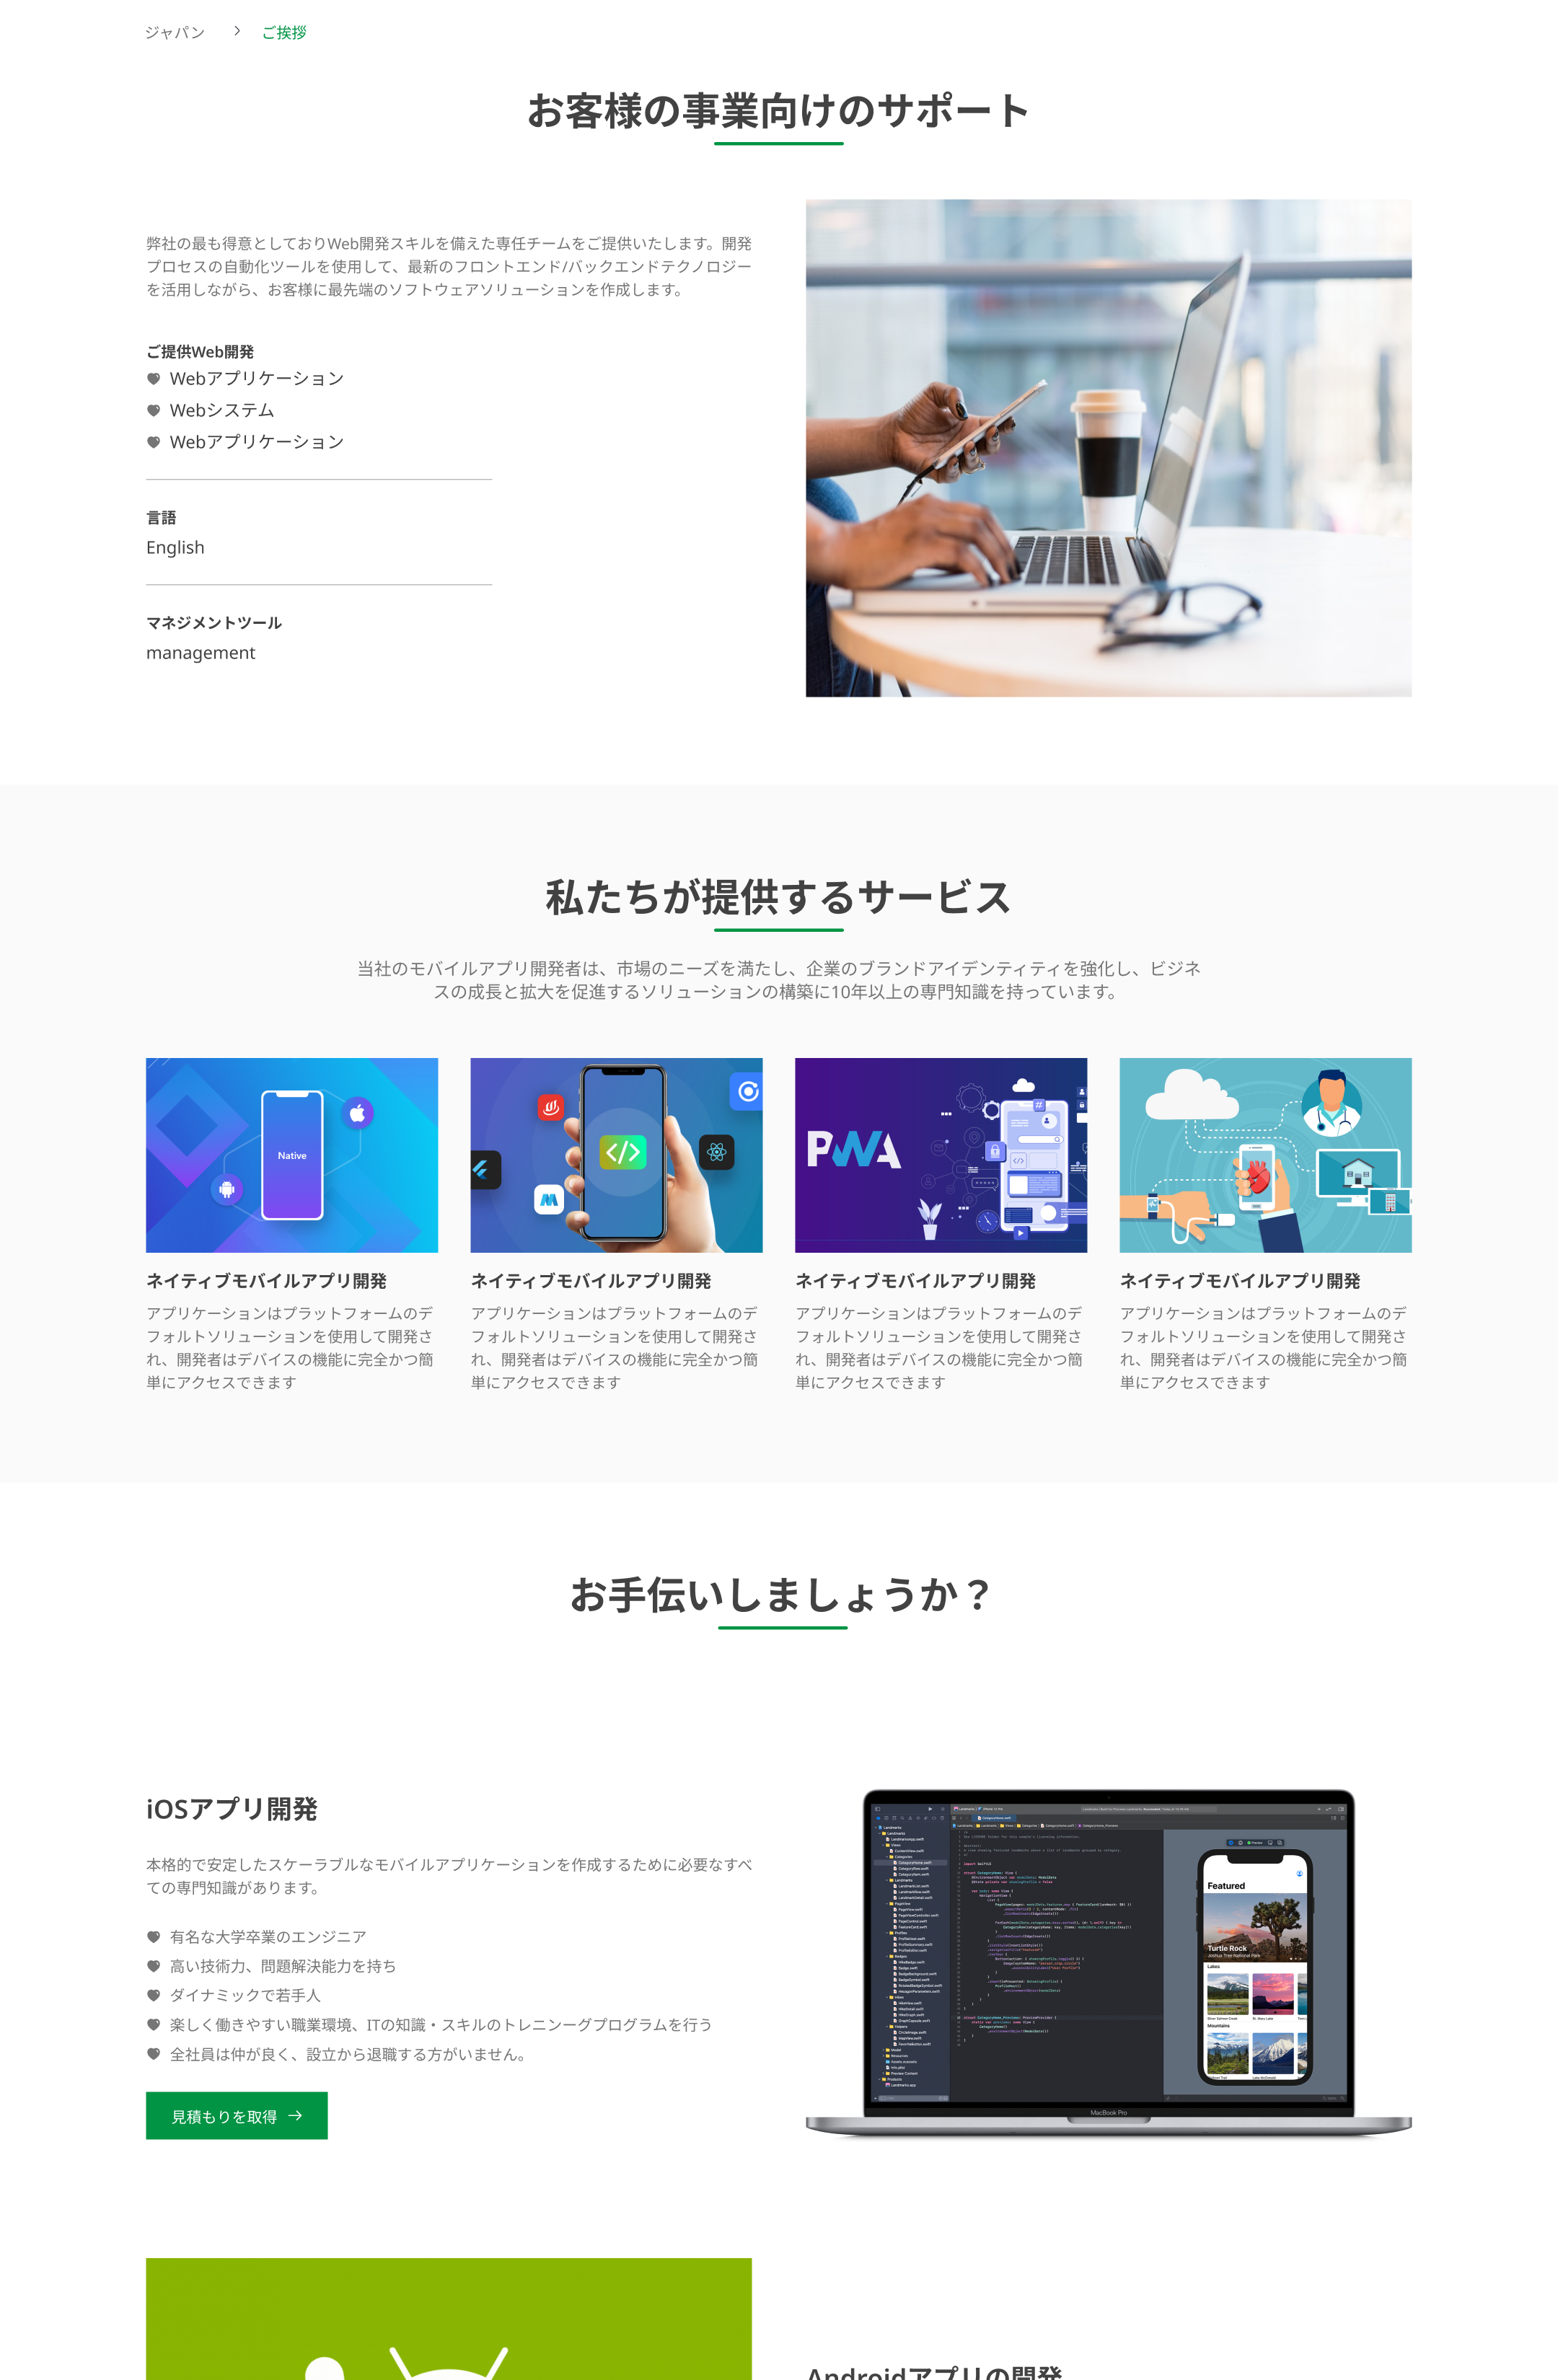 ジャパン
ご挨拶
お客様の事業向けのサポート
弊社の最も得意としておりWeb開発スキルを備えた専任チームをご提供いたします。開発
プロセスの自動化ツールを使用して、最新のフロントエンド/バックエンドテクノロジー
を活用しながら、お客様に最先端のソフトウェアソリューションを作成します。
ご提供Web開発
Webアプリケーション
Webシステム
Webアプリケーション
言語
English
マネジメントツール
management
私たちが提供するサービス
当社のモバイルアプリ開発者は、市場のニーズを満たし、企業のブランドアイデンティティを強化し、ビジネ
スの成長と拡大を促進するソリューションの構築に10年以上の専門知識を持っています。
Native
</>
PWA
ネイティブモバイルアプリ開発
アプリケーションはプラットフォームのデ
フォルトソリューションを使用して開発さ
れ、開発者はデバイスの機能に完全かつ簡
単にアクセスできます
ネイティブモバイルアプリ開発
アプリケーションはプラットフォームのデ
フォルトソリューションを使用して開発さ
れ、開発者はデバイスの機能に完全かつ簡
単にアクセスできます
ネイティブモバイルアプリ開発
アプリケーションはプラットフォームのデ
フォルトソリューションを使用して開発さ
れ、開発者はデバイスの機能に完全かつ簡
単にアクセスできます
ネイティブモバイルアプリ開発
アプリケーションはプラットフォームのデ
フォルトソリューションを使用して開発さ
れ、開発者はデバイスの機能に完全かつ簡
単にアクセスできます
お手伝いしましょうか？
iOSアプリ開発
本格的で安定したスケーラブルなモバイルアプリケーションを作成するために必要なすべ
ての専門知識があります。
有名な大学卒業のエンジニア
高い技術力、問題解決能力を持ち
ダイナミックで若手人
楽しく働きやすい職業環境、ITの知識・スキルのトレニンーグプログラムを行う
全社員は仲が良く、設立から退職する方がいません。
見積もりを取得
Featured
Turtle Rock
Joshua Tree National Park
Lakes
Mountains
MacBook Pro
Androidアプリの開発